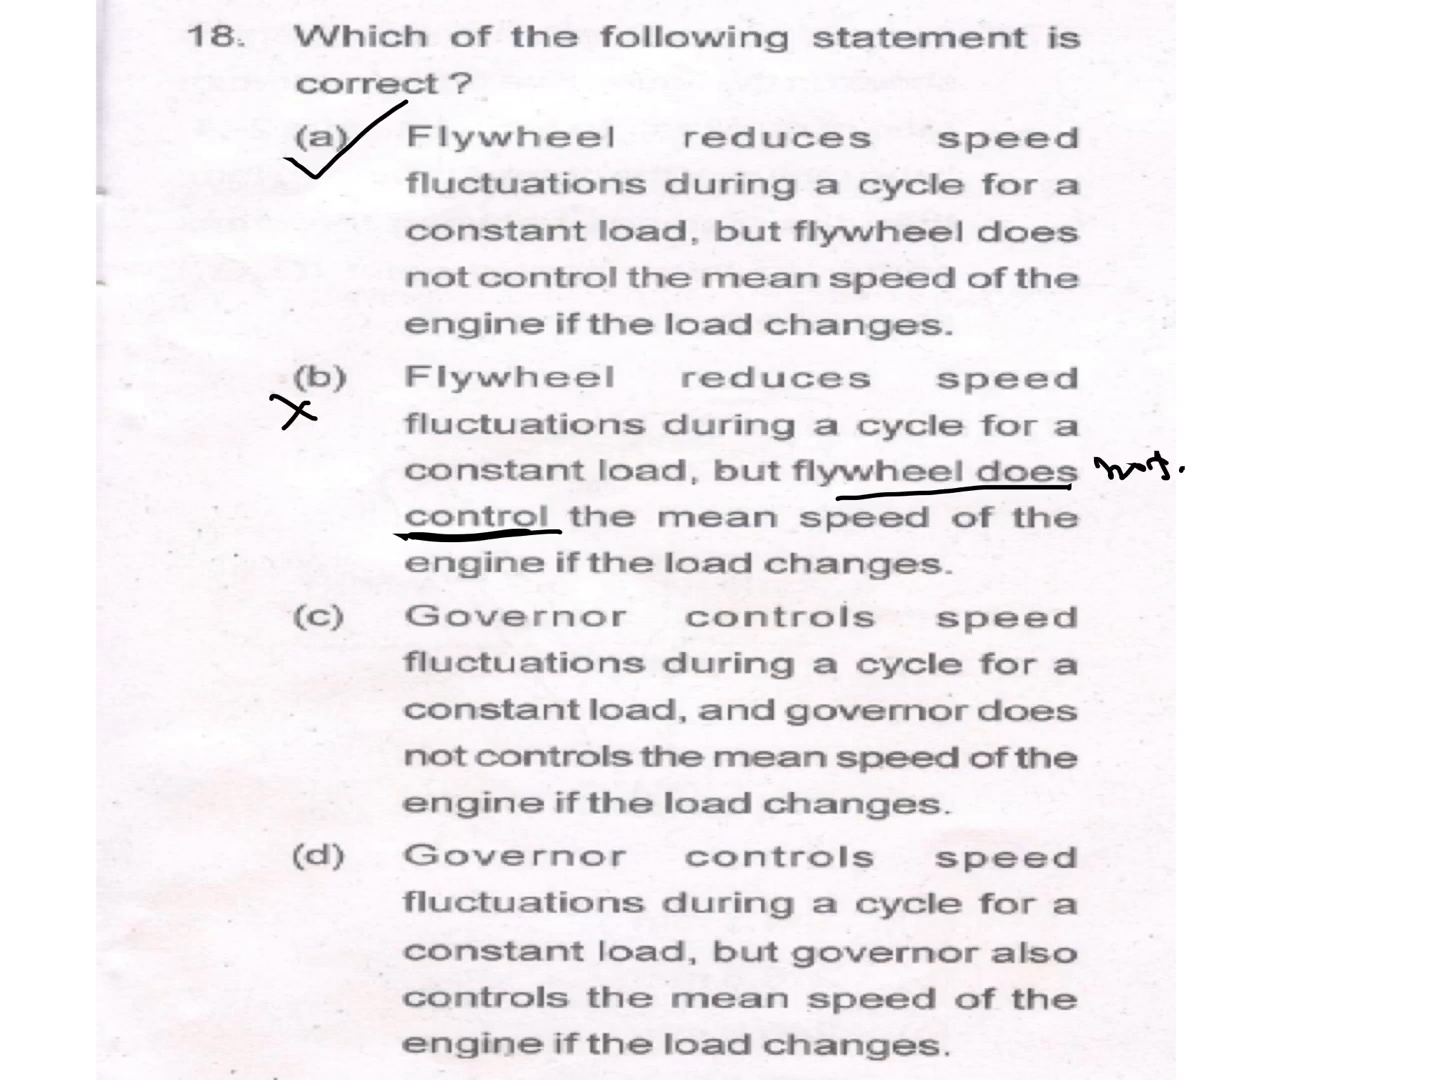 18. Which of the following statement is
correct ?
(a) Flywheel reduces speed
fluctuations during a cycle for a
constant load, but flywheel does
not control the mean speed of the
engine if the load changes.
(b) Flywheel reduces speed
fluctuations during a cycle for a
constant load, but flywheel does not.
control the mean speed of the
engine if the load changes.
(c) Governor controls speed
fluctuations during a cycle for a
constant load, and governor does
not controls the mean speed of the
engine if the load changes.
(d) Governor controls speed
fluctuations during a cycle for a
constant load, but governor also
controls the mean speed of the
engine if the load changes.